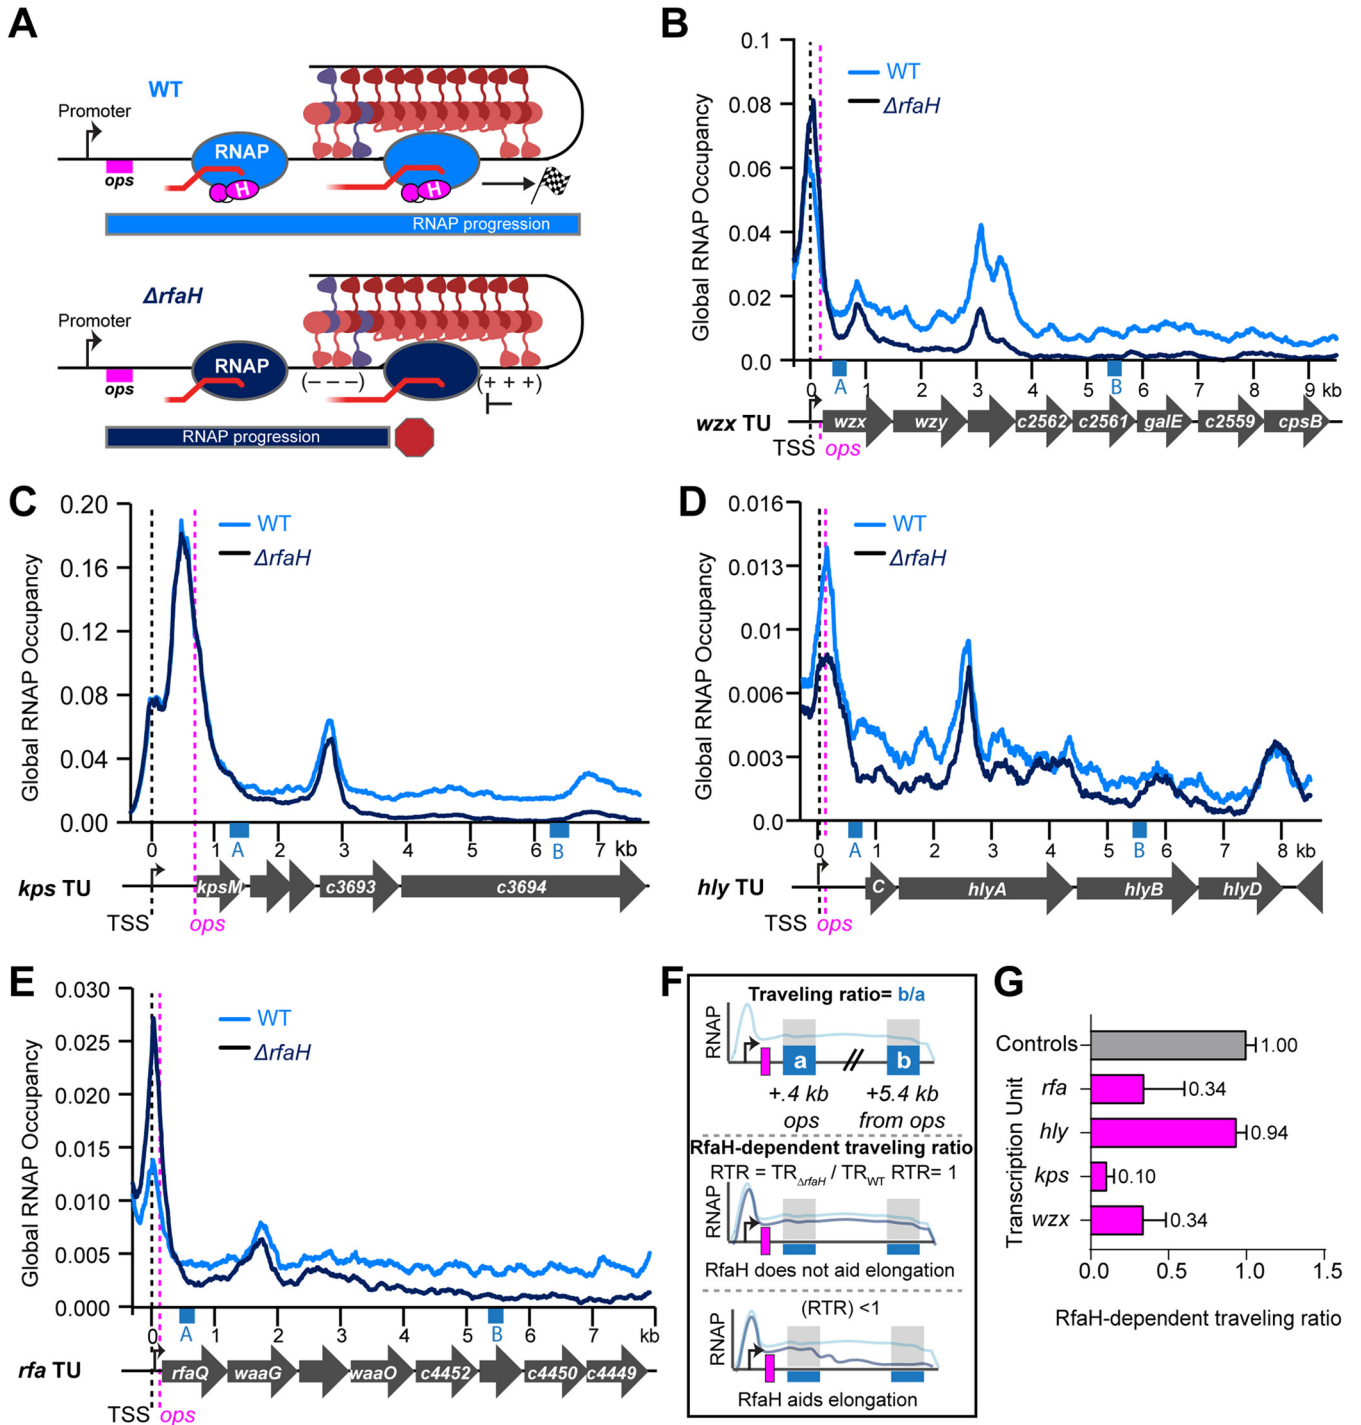 A
WT
Promoter
RNAP
H
H
ops
RNAP progression
ΔrfaH
Promoter
RNAP
ops
(− − −)
(+ + +)
RNAP progression
B
Global RNAP Occupancy
0.1
0.08
0.06
0.04
0.02
0.0
WT
ΔrfaH
0 1 2 3 4 5 6 7 8 9 kb
A B
wzx TU
wzx wzy c2562 c2561 galE c2559 cpsB
TSS ops
C
Global RNAP Occupancy
0.20
0.16
0.12
0.08
0.04
0.00
WT
ΔrfaH
0 1 2 3 4 5 6 7 kb
A B
kps TU
kpsM c3693 c3694
TSS ops
D
Global RNAP Occupancy
0.016
0.013
0.01
0.006
0.003
0.0
WT
ΔrfaH
0 1 2 3 4 5 6 7 8 kb
A B
hly TU
C hlyA hlyB hlyD
TSS ops
E
Global RNAP Occupancy
0.030
0.025
0.020
0.015
0.010
0.005
0.000
WT
ΔrfaH
0 1 2 3 4 5 6 7 kb
A B
rfa TU
rfaQ waaG waaO c4452 c4450 c4449
TSS ops
F
Traveling ratio= b/a
RNAP
a // b
+.4 kb +5.4 kb
ops from ops
RfaH-dependent traveling ratio
RTR = TRΔrfaH / TRWT RTR= 1
RNAP
RfaH does not aid elongation
(RTR) <1
RNAP
RfaH aids elongation
G
Transcription Unit
Controls 1.00
rfa 0.34
hly 0.94
kps 0.10
wzx 0.34
0.0 0.5 1.0 1.5
RfaH-dependent traveling ratio